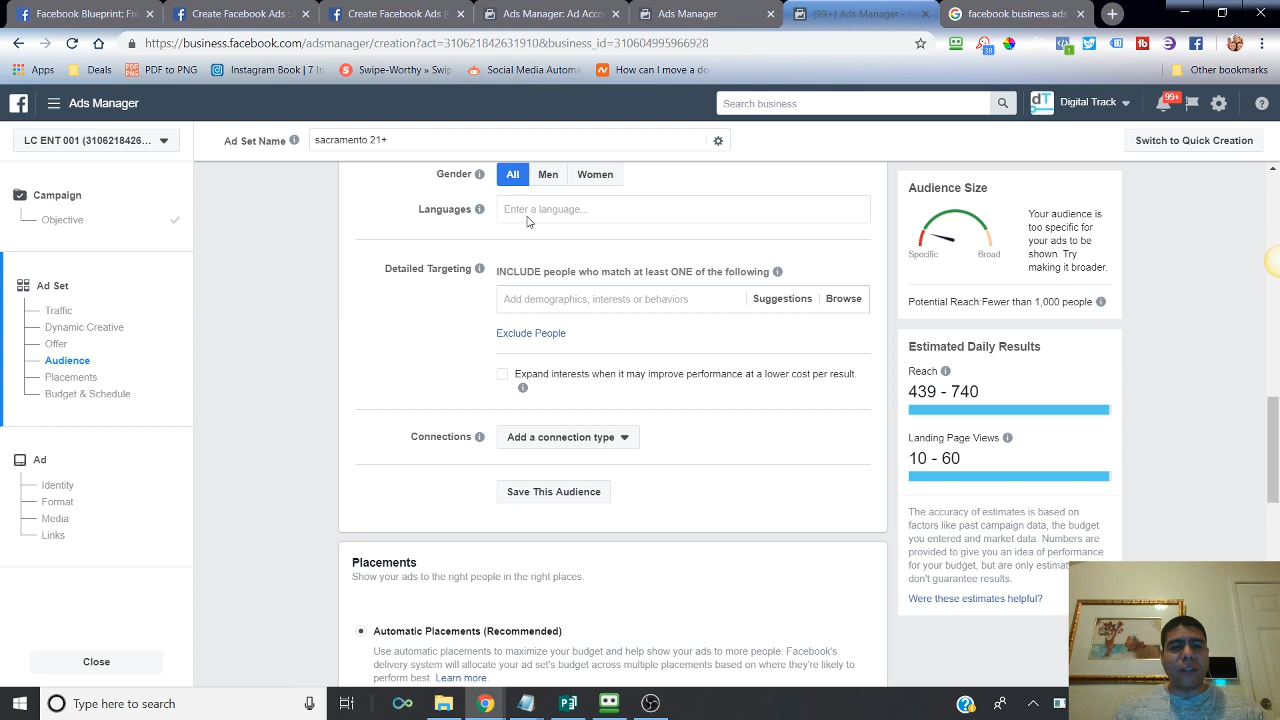 Facebook Blueprint: Fre
Create Facebook Ads :
Create Facebook Ads (
Ads Manager: Ad Acco
Ads Manager
(99+) Ads Manager - A
facebook business ads
https://business.facebook.com/adsmanager/creation?act=310621842631910&business_id=310604995966928
Apps
Deals
PDF to PNG
Instagram Book | 7 In
Swipe-Worthy » Swip
Social Media Automa
How can I move a do
Other bookmarks
Ads Manager
Search business
Digital Track
99+
LC ENT 001 (3106218426...
Ad Set Name
sacramento 21+
Switch to Quick Creation
Campaign
Objective
Ad Set
Traffic
Dynamic Creative
Offer
Audience
Placements
Budget & Schedule
Ad
Identity
Format
Media
Links
Close
Gender
All
Men
Women
Languages
Enter a language...
Detailed Targeting
INCLUDE people who match at least ONE of the following
Add demographics, interests or behaviors
Suggestions
Browse
Exclude People
Expand interests when it may improve performance at a lower cost per result.
Connections
Add a connection type
Save This Audience
Placements
Show your ads to the right people in the right places.
Automatic Placements (Recommended)
Use automatic placements to maximize your budget and help show your ads to more people. Facebook's
delivery system will allocate your ad set's budget across multiple placements based on where they're likely to
perform best. Learn more.
Audience Size
Specific
Broad
Your audience is
too specific for
your ads to be
shown. Try
making it broader.
Potential Reach:Fewer than 1,000 people
Estimated Daily Results
Reach
439 - 740
Landing Page Views
10 - 60
The accuracy of estimates is based on
factors like past campaign data, the budget
you entered and market data. Numbers are
provided to give you an idea of performance
for your budget, but are only estimat
don't guarantee results.
Were these estimates helpful?
Type here to search